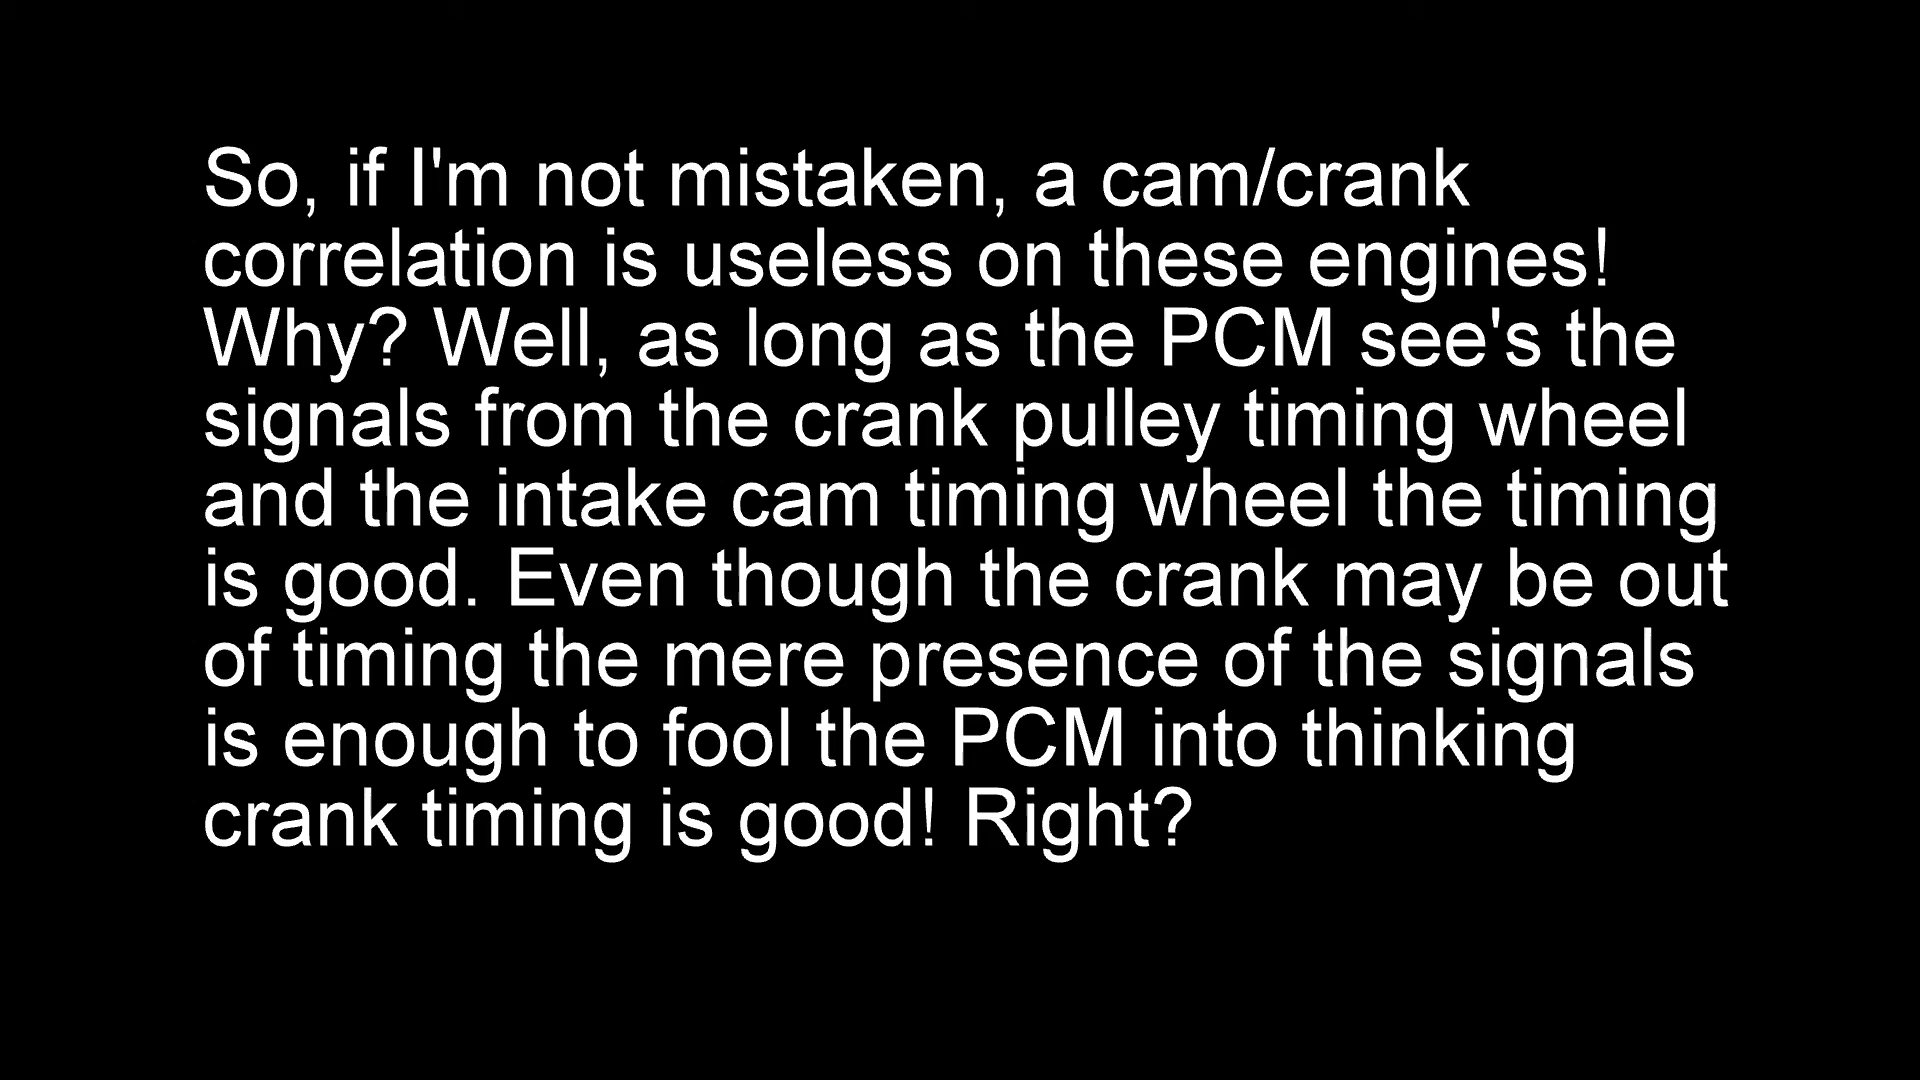 So, if I'm not mistaken, a cam/crank
correlation is useless on these engines!
Why? Well, as long as the PCM see's the
signals from the crank pulley timing wheel
and the intake cam timing wheel the timing
is good. Even though the crank may be out
of timing the mere presence of the signals
is enough to fool the PCM into thinking
crank timing is good! Right?